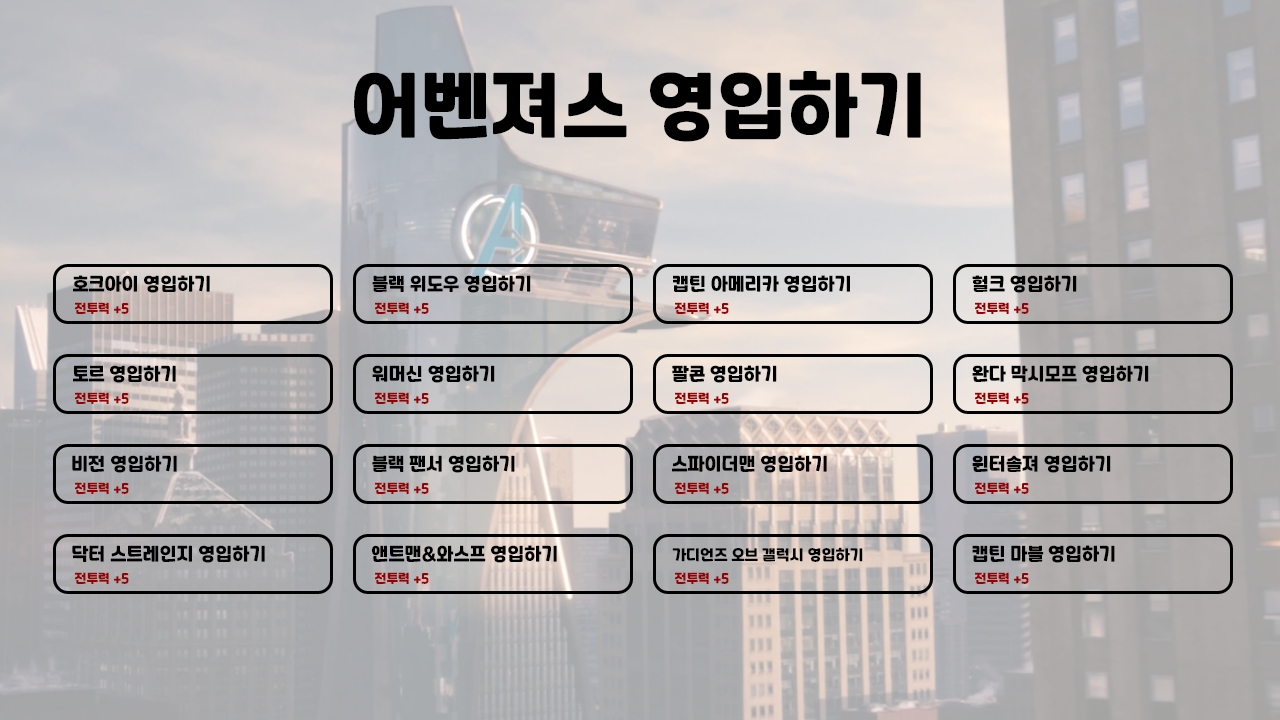 어벤져스 영입하기
호크아이 영입하기
전투력 +5
블랙 위도우 영입하기
전투력 +5
캡틴 아메리카 영입하기
전투력 +5
헐크 영입하기
전투력 +5
토르 영입하기
전투력 +5
워머신 영입하기
전투력 +5
팔콘 영입하기
전투력 +5
완다 막시모프 영입하기
전투력 +5
비전 영입하기
전투력 +5
블랙 팬서 영입하기
전투력 +5
스파이더맨 영입하기
전투력 +5
윈터솔져 영입하기
전투력 +5
닥터 스트레인지 영입하기
전투력 +5
앤트맨&와스프 영입하기
전투력 +5
가디언즈 오브 갤럭시 영입하기
전투력 +5
캡틴 마블 영입하기
전투력 +5